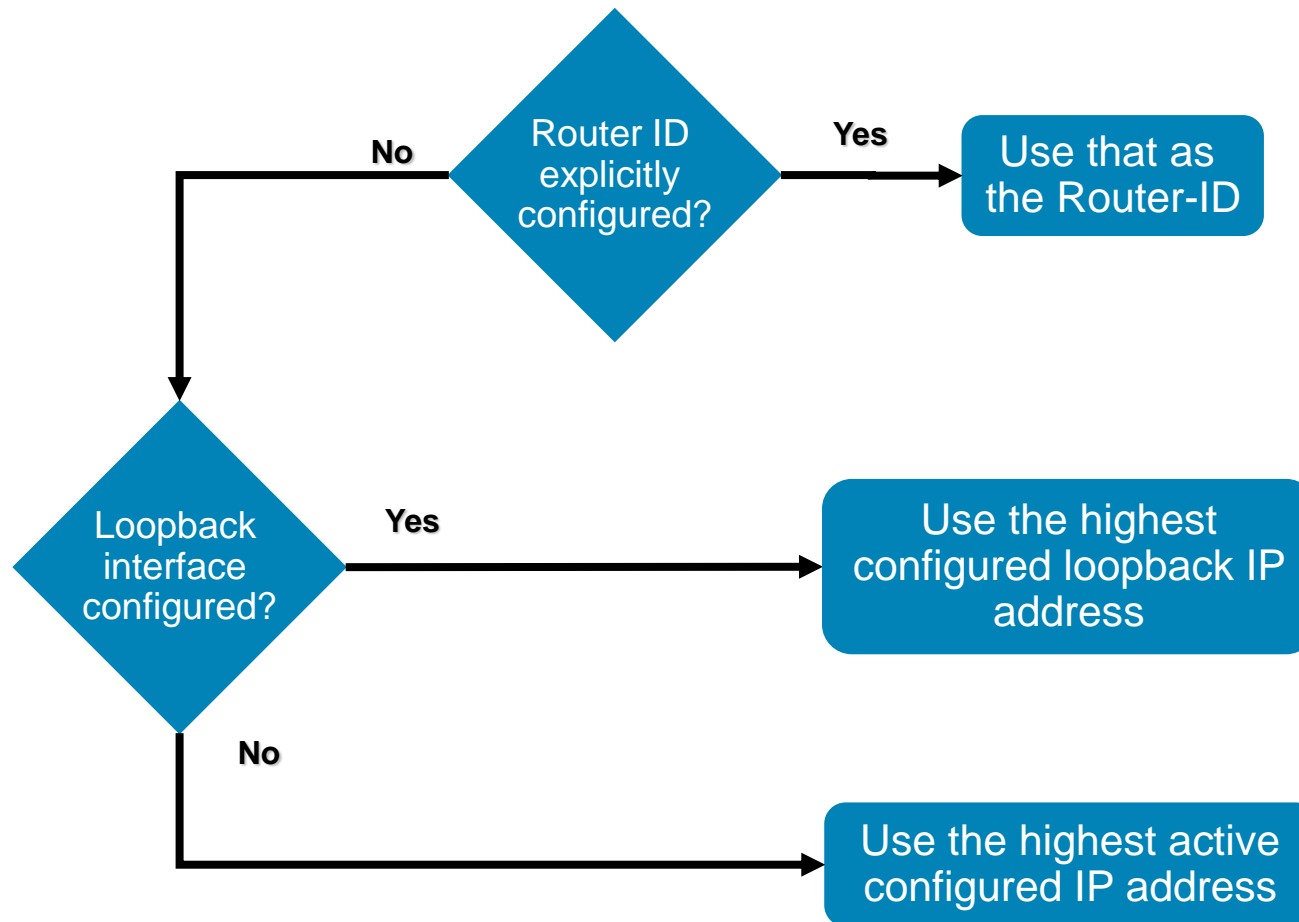 Router ID
explicitly
configured?
No
Yes
Use that as
the Router-ID
Loopback
interface
configured?
Yes
Use the highest
configured loopback IP
address
No
Use the highest active
configured IP address